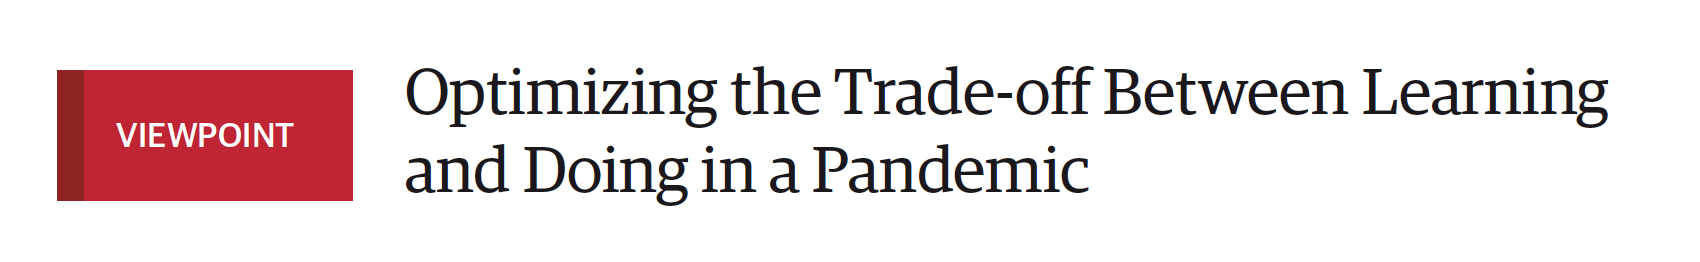 VIEWPOINT
Optimizing the Trade-off Between Learning
and Doing in a Pandemic